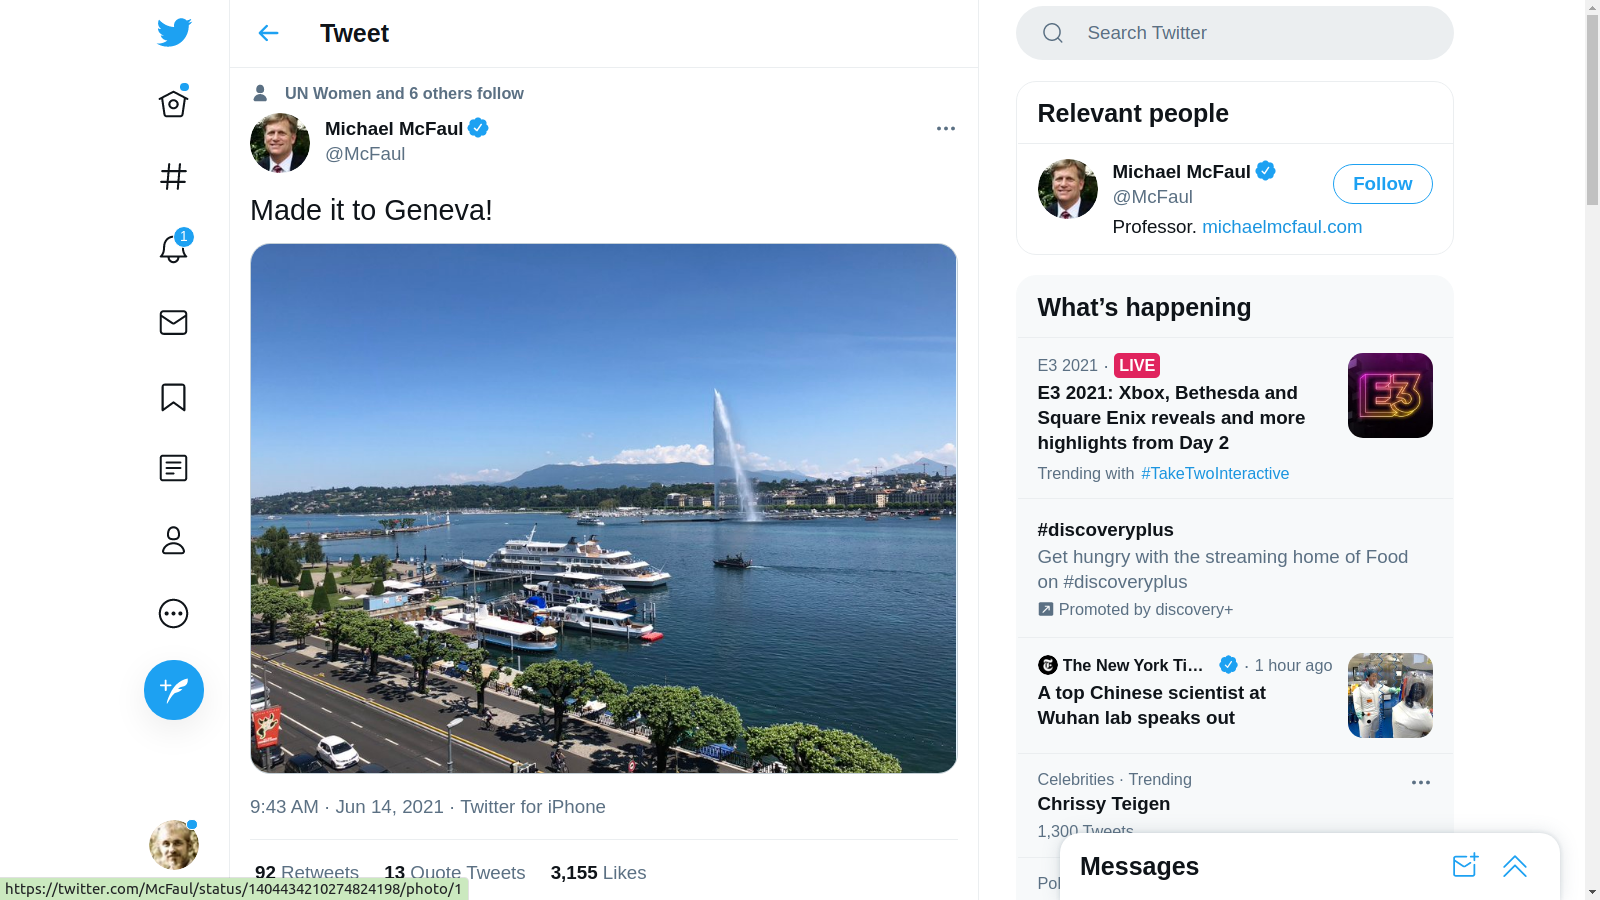 Tweet
UN Women and 6 others follow
Michael McFaul
@McFaul
Made it to Geneva!
9:43 AM · Jun 14, 2021 · Twitter for iPhone
92 Retweets 13 Quote Tweets 3,155 Likes
1
https://twitter.com/McFaul/status/1404434210274824198/photo/1
Search Twitter
Relevant people
Michael McFaul
@McFaul
Follow
Professor. michaelmcfaul.com
What’s happening
E3 2021 · LIVE
E3 2021: Xbox, Bethesda and
Square Enix reveals and more
highlights from Day 2
Trending with #TakeTwoInteractive
E3
#discoveryplus
Get hungry with the streaming home of Food
on #discoveryplus
Promoted by discovery+
The New York Ti… · 1 hour ago
A top Chinese scientist at
Wuhan lab speaks out
Celebrities · Trending
Chrissy Teigen
1,300 Tweets
Pol
Messages